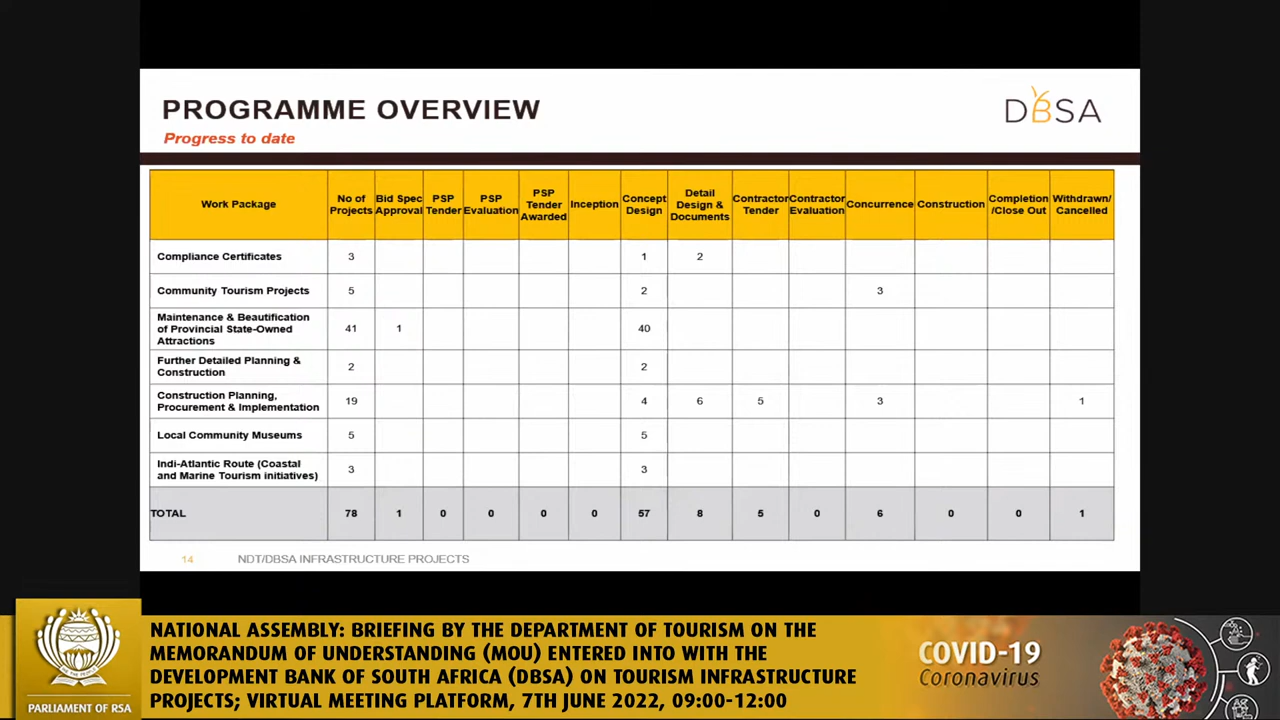 PROGRAMME OVERVIEW
Progress to date
DBSA
Work Package No of Projects Bid Spec Approval PSP Tender PSP Evaluation PSP Tender Awarded Inception Concept Design Detail Design & Documents Contractor Tender Contractor Evaluation Concurrence Construction Completion /Close Out Withdrawn/ Cancelled
Compliance Certificates 3 1 2
Community Tourism Projects 5 2 3
Maintenance & Beautification of Provincial State-Owned Attractions 41 1 40
Further Detailed Planning & Construction 2 2
Construction Planning, Procurement & Implementation 19 4 6 5 3 1
Local Community Museums 5 5
Indi-Atlantic Route (Coastal and Marine Tourism initiatives) 3 3
TOTAL 78 1 0 0 0 0 57 8 5 0 6 0 0 1
14 NDT/DBSA INFRASTRUCTURE PROJECTS
PARLIAMENT OF RSA
NATIONAL ASSEMBLY: BRIEFING BY THE DEPARTMENT OF TOURISM ON THE
MEMORANDUM OF UNDERSTANDING (MOU) ENTERED INTO WITH THE
DEVELOPMENT BANK OF SOUTH AFRICA (DBSA) ON TOURISM INFRASTRUCTURE
PROJECTS; VIRTUAL MEETING PLATFORM, 7TH JUNE 2022, 09:00-12:00
COVID-19
Coronavirus